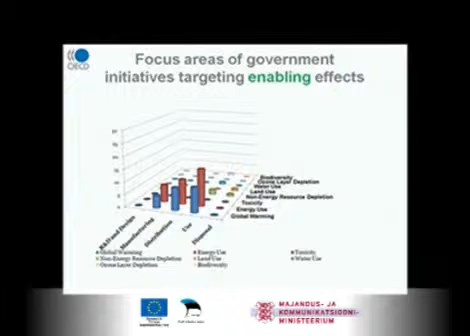 OECD
Focus areas of government
initiatives targeting enabling effects
Biodiversity
Ozone Layer Depletion
Water Use
Land Use
Non-Energy Resource Depletion
Toxicity
Energy Use
Global Warming
R&D and Design
Manufacturing
Distribution
Use
Disposal
Global Warming
Energy Use
Toxicity
Non-Energy Resource Depletion
Land Use
Water Use
Ozone Layer Depletion
Biodiversity
MAJANDUS- JA
KOMMUNIKATSIOONI-
MINISTEERIUM